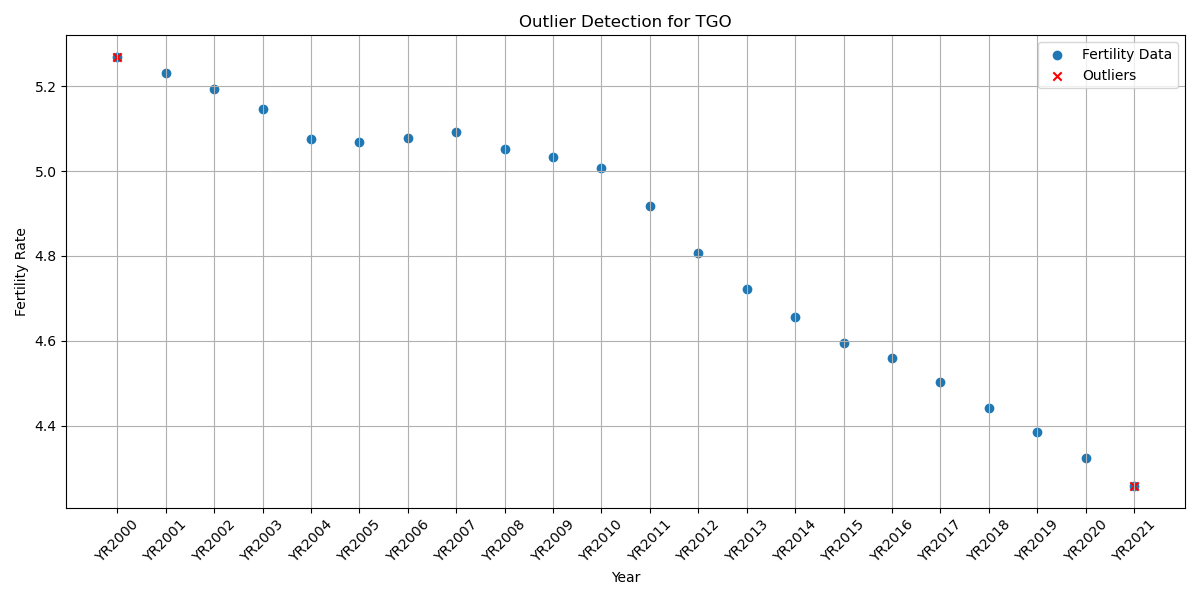 Outlier Detection for TGO
Fertility Data
Outliers
Fertility Rate
5.2
5.0
4.8
4.6
4.4
YR2000
YR2001
YR2002
YR2003
YR2004
YR2005
YR2006
YR2007
YR2008
YR2009
YR2010
YR2011
YR2012
YR2013
YR2014
YR2015
YR2016
YR2017
YR2018
YR2019
YR2020
YR2021
Year